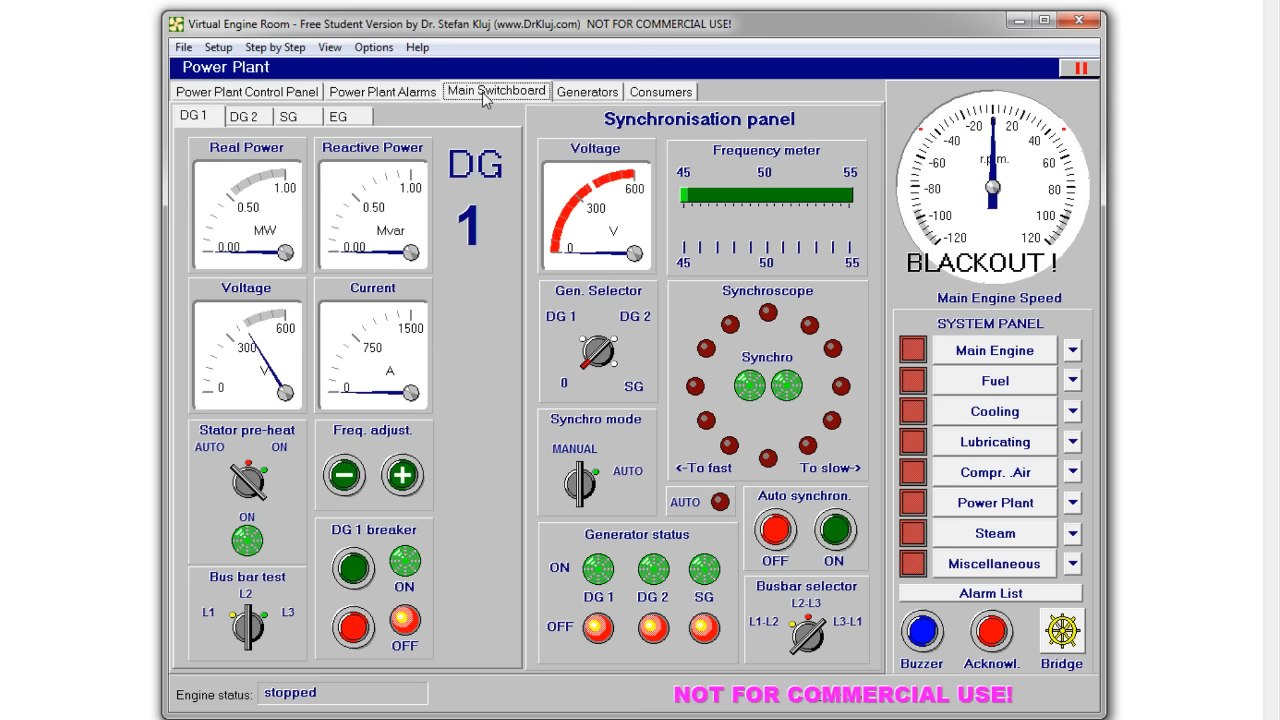 Virtual Engine Room - Free Student Version by Dr. Stefan Kluj (www.DrKluj.com)  NOT FOR COMMERCIAL USE!
File Setup Step by Step View Options Help
Power Plant
Power Plant Control Panel Power Plant Alarms Main Switchboard Generators Consumers
DG 1 DG 2 SG EG
Real Power
1.00
0.50
MW
0.00
Reactive Power
1.00
0.50
Mvar
0.00
DG
1
Voltage
600
300
V
0
Current
1500
750
A
0
Stator pre-heat
AUTO ON
ON
Freq. adjust.
Bus bar test
L2
L1 L3
DG 1 breaker
ON
OFF
Synchronisation panel
Voltage
600
300
V
0
Frequency meter
45 50 55
45 50 55
Gen. Selector
DG 1 DG 2
0 SG
Synchroscope
Synchro
<-To fast To slow->
Synchro mode
MANUAL
AUTO
AUTO
Auto synchron.
OFF ON
Generator status
ON
DG 1 DG 2 SG
OFF
Busbar selector
L2-L3
L1-L2 L3-L1
-20 20
-40 40
r.p.m.
-60 60
-80 80
-100 100
-120 120
BLACKOUT !
Main Engine Speed
SYSTEM PANEL
Main Engine
Fuel
Cooling
Lubricating
Compr. .Air
Power Plant
Steam
Miscellaneous
Alarm List
Buzzer Acknowl. Bridge
Engine status: stopped
NOT FOR COMMERCIAL USE!